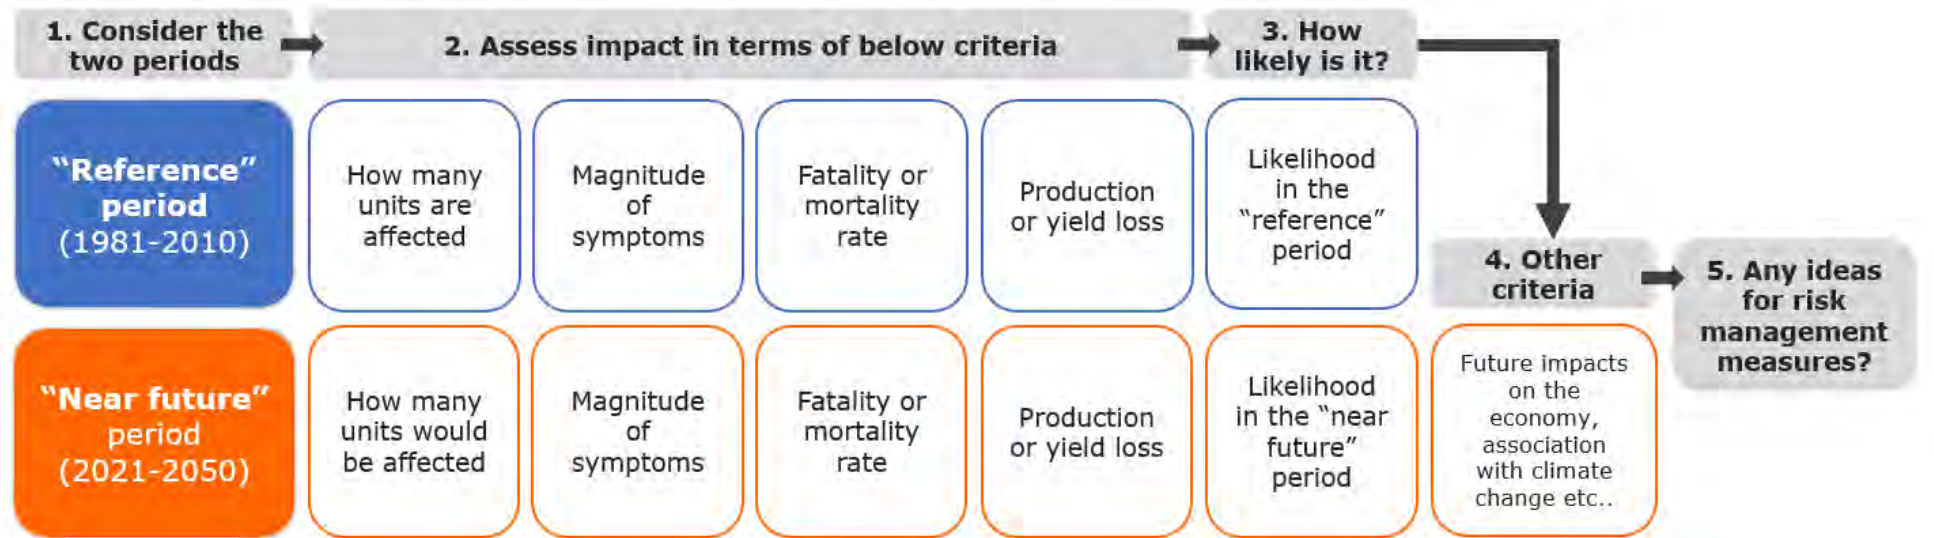 1. Consider the
two periods
2. Assess impact in terms of below criteria
3. How
likely is it?
"Reference"
period
(1981-2010)
How many
units are
affected
Magnitude
of
symptoms
Fatality or
mortality
rate
Production
or yield loss
Likelihood
in the
"reference"
period
4. Other
criteria
5. Any ideas
for risk
management
measures?
"Near future"
period
(2021-2050)
How many
units would
be affected
Magnitude
of
symptoms
Fatality or
mortality
rate
Production
or yield loss
Likelihood
in the "near
future"
period
Future impacts
on the
economy,
association
with climate
change etc..